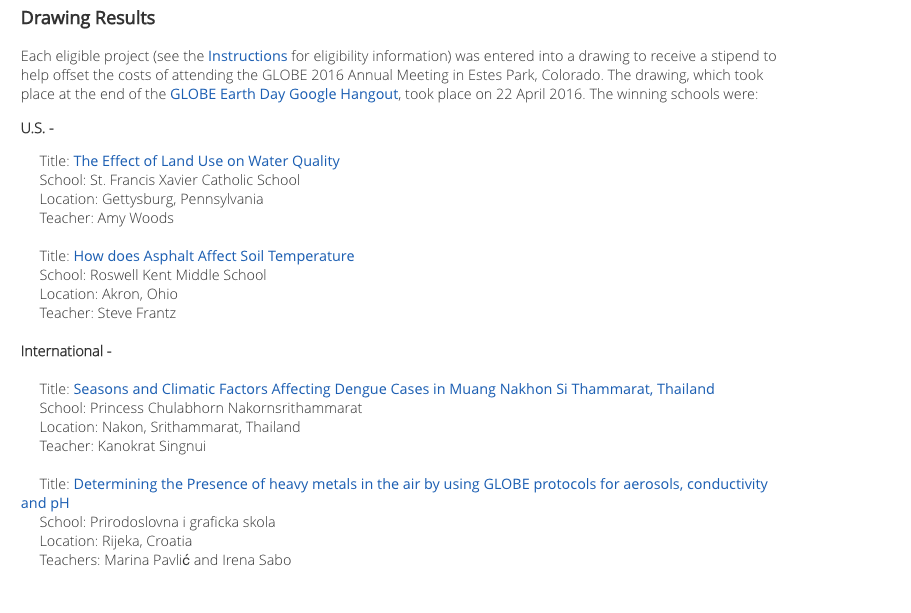 Drawing Results
Each eligible project (see the Instructions for eligibility information) was entered into a drawing to receive a stipend to
help offset the costs of attending the GLOBE 2016 Annual Meeting in Estes Park, Colorado. The drawing, which took
place at the end of the GLOBE Earth Day Google Hangout, took place on 22 April 2016. The winning schools were:
U.S. -
Title: The Effect of Land Use on Water Quality
School: St. Francis Xavier Catholic School
Location: Gettysburg, Pennsylvania
Teacher: Amy Woods
Title: How does Asphalt Affect Soil Temperature
School: Roswell Kent Middle School
Location: Akron, Ohio
Teacher: Steve Frantz
International -
Title: Seasons and Climatic Factors Affecting Dengue Cases in Muang Nakhon Si Thammarat, Thailand
School: Princess Chulabhorn Nakornsrithammarat
Location: Nakon, Srithammarat, Thailand
Teacher: Kanokrat Singnui
Title: Determining the Presence of heavy metals in the air by using GLOBE protocols for aerosols, conductivity
and pH
School: Prirodoslovna i graficka skola
Location: Rijeka, Croatia
Teachers: Marina Pavlić and Irena Sabo